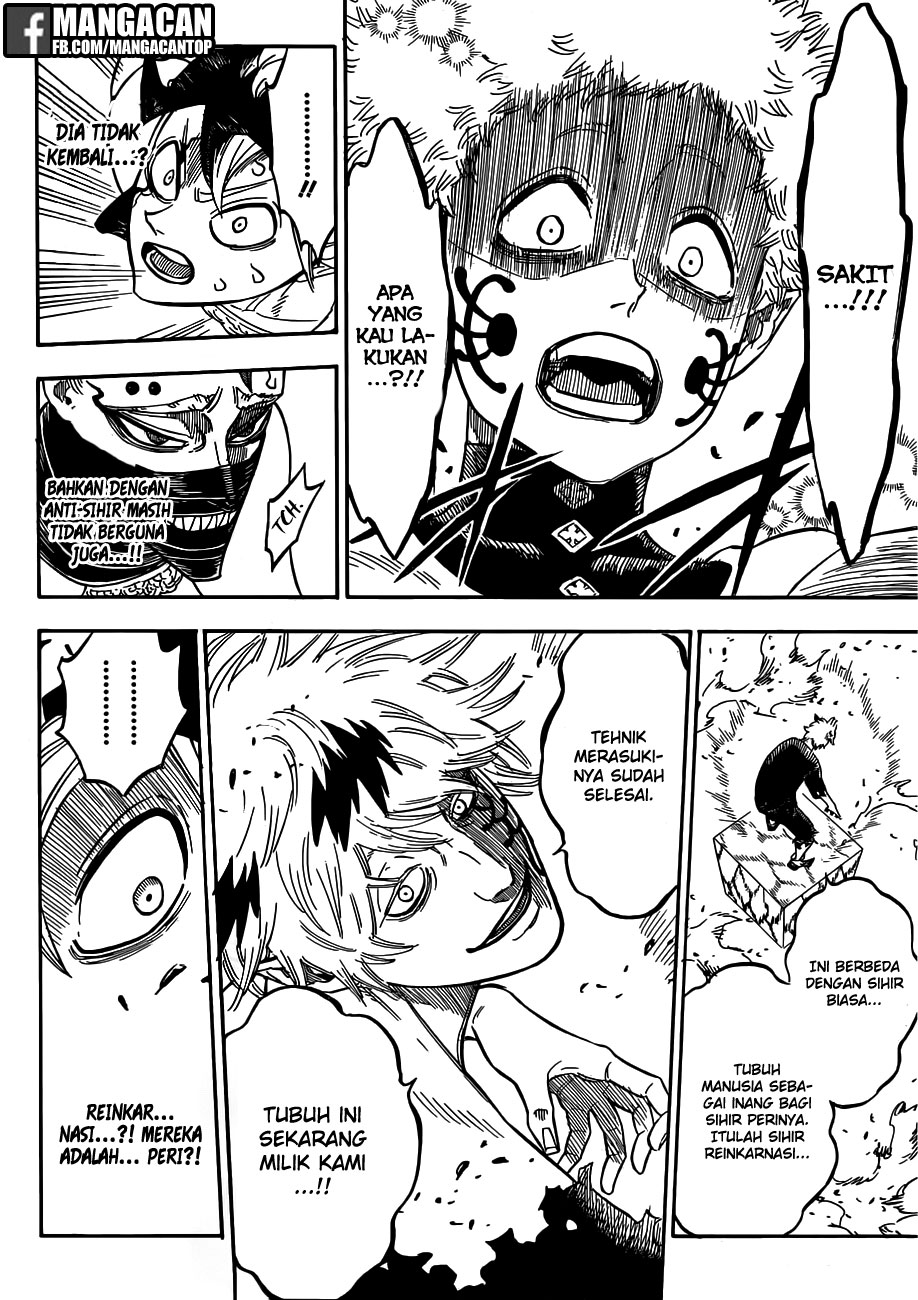 MANGACAN
FB.COM/MANGACANTOP
SAKIT
...!!!
APA
YANG
KAU LA-
KUKAN
...?!!
.........!!
DIA TIDAK
KEMBALI...?
TCH.
BAHKAN DENGAN
ANTI-SIHIR MASIH
TIDAK BERGUNA
JUGA...!!
INI BERBEDA
DENGAN SIHIR
BIASA...
TUBUH
MANUSIA SEBA-
GAI INANG BAGI
SIHIR PERINYA.
ITULAH SIHIR
REINKARNASI...
TEHNIK
MERASUKI-
NYA SUDAH
SELESAI.
TUBUH INI
SEKARANG
MILIK KAMI
...!!
.........
.........
REINKAR...
NASI...?! MEREKA
ADALAH... PERI?!